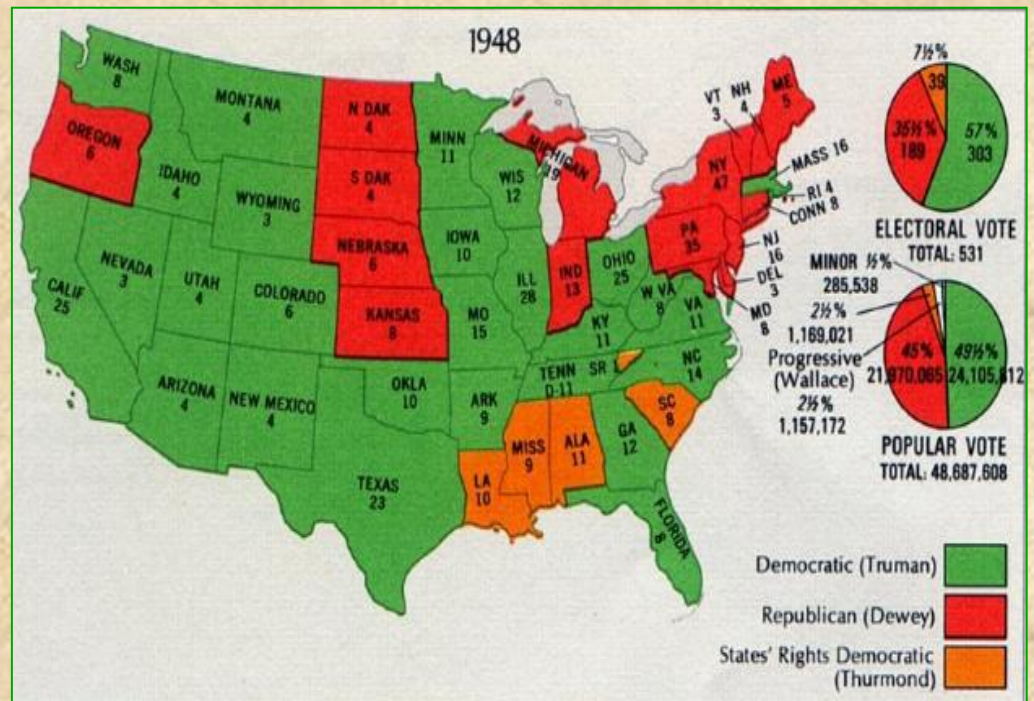 1948
WASH
8
OREGON
6
CALIF
25
NEVADA
3
IDAHO
4
MONTANA
4
WYOMING
3
UTAH
4
COLORADO
6
ARIZONA
4
NEW MEXICO
4
N DAK
4
S DAK
4
NEBRASKA
6
KANSAS
8
OKLA
10
TEXAS
23
MINN
11
IOWA
10
MO
15
ARK
9
LA
10
WIS
12
ILL
28
MICHIGAN
19
IND
13
OHIO
25
KY
11
TENN
D-11
SR 1
MISS
9
ALA
11
GA
12
FLORIDA
8
SC
8
NC
14
VA
11
W VA
8
PA
35
NY
47
VT
3
NH
4
ME
5
MASS 16
RI 4
CONN 8
NJ
16
DEL
3
MD
8
7½%
39
35½%
189
57%
303
ELECTORAL VOTE
TOTAL: 531
MINOR ½%
285,538
2½%
1,169,021
Progressive
(Wallace)
2½%
1,157,172
45%
21,970,065
49½%
24,105,812
POPULAR VOTE
TOTAL: 48,687,608
Democratic (Truman)
Republican (Dewey)
States' Rights Democratic
(Thurmond)